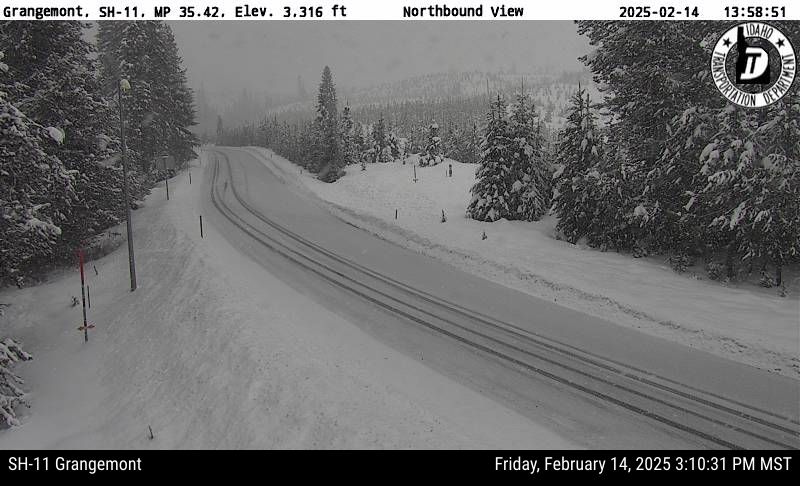 Grangemont, SH-11, MP 35.42, Elev. 3,316 ft Northbound View 2025-02-14 13:58:51
IDAHO
TRANSPORTATION DEPARTMENT
SH-11 Grangemont Friday, February 14, 2025 3:10:31 PM MST